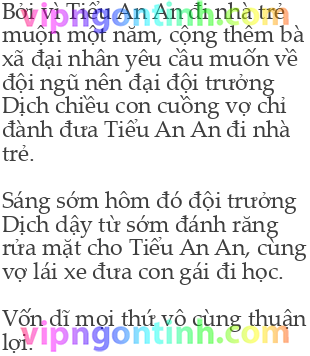 vipngontinh.com
Bởi vì Tiểu An An đi nhà trẻ
muộn một năm, cộng thêm bà
xã đại nhân yêu cầu muốn về
đội ngũ nên đại đội trưởng
Dịch chiều con cuồng vợ chỉ
đành đưa Tiểu An An đi nhà
trẻ.
Sáng sớm hôm đó đội trưởng
Dịch dậy từ sớm đánh răng
rửa mặt cho Tiểu An An, cùng
vợ lái xe đưa con gái đi học.
Vốn dĩ mọi thứ vô cùng thuận
vipngontinh.com
lợi.